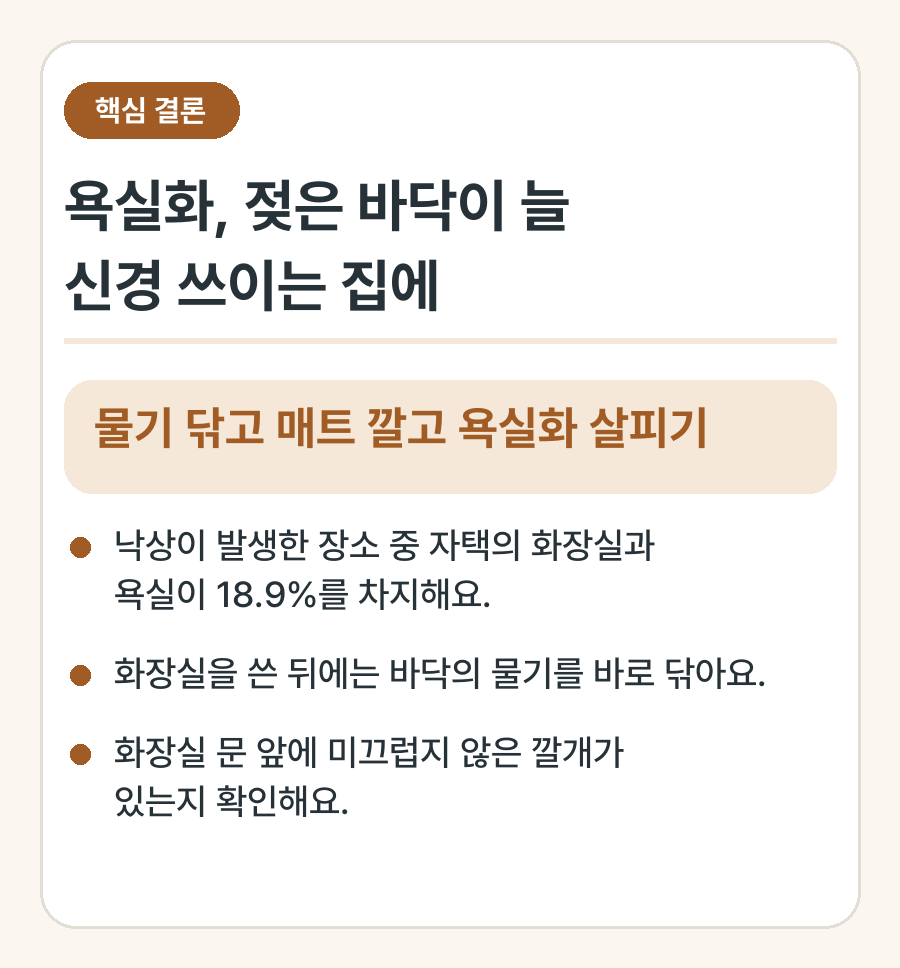 핵심 결론
욕실화, 젖은 바닥이 늘
신경 쓰이는 집에
물기 닦고 매트 깔고 욕실화 살피기
낙상이 발생한 장소 중 자택의 화장실과
욕실이 18.9%를 차지해요.
화장실을 쓴 뒤에는 바닥의 물기를 바로 닦아요.
화장실 문 앞에 미끄럽지 않은 깔개가
있는지 확인해요.